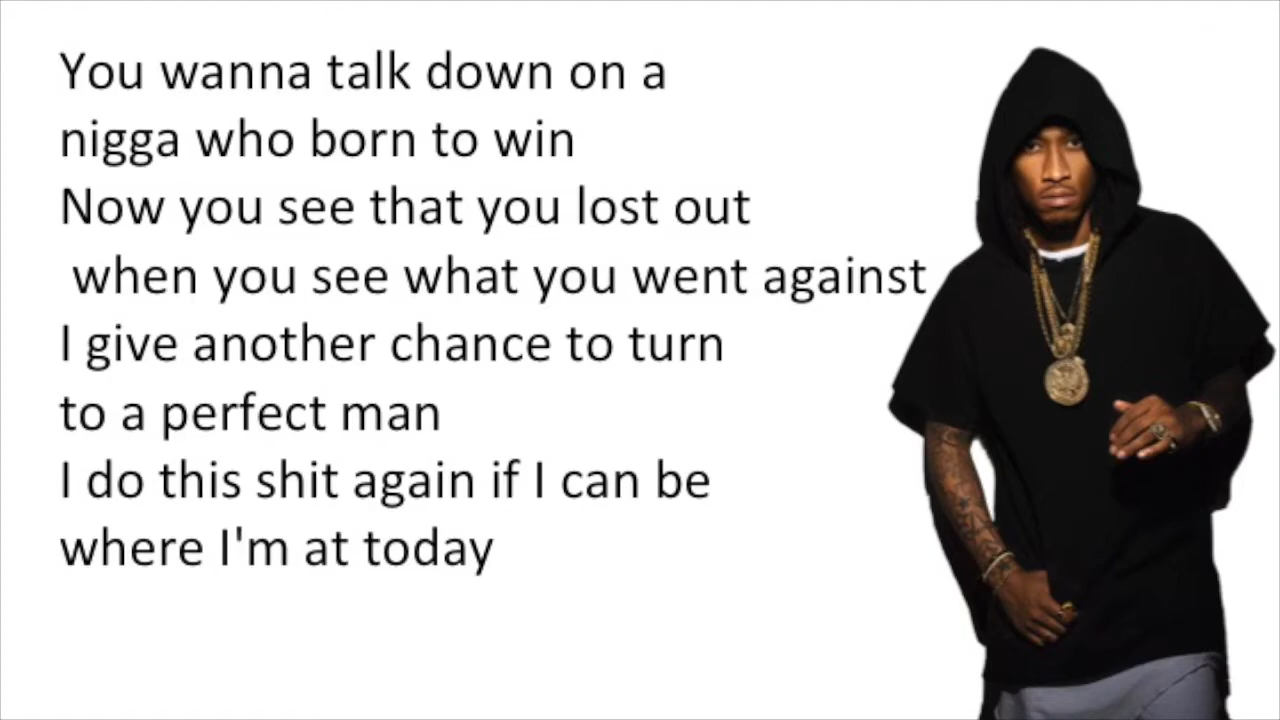 You wanna talk down on a
nigga who born to win
Now you see that you lost out
when you see what you went against
I give another chance to turn
to a perfect man
I do this shit again if I can be
where I'm at today